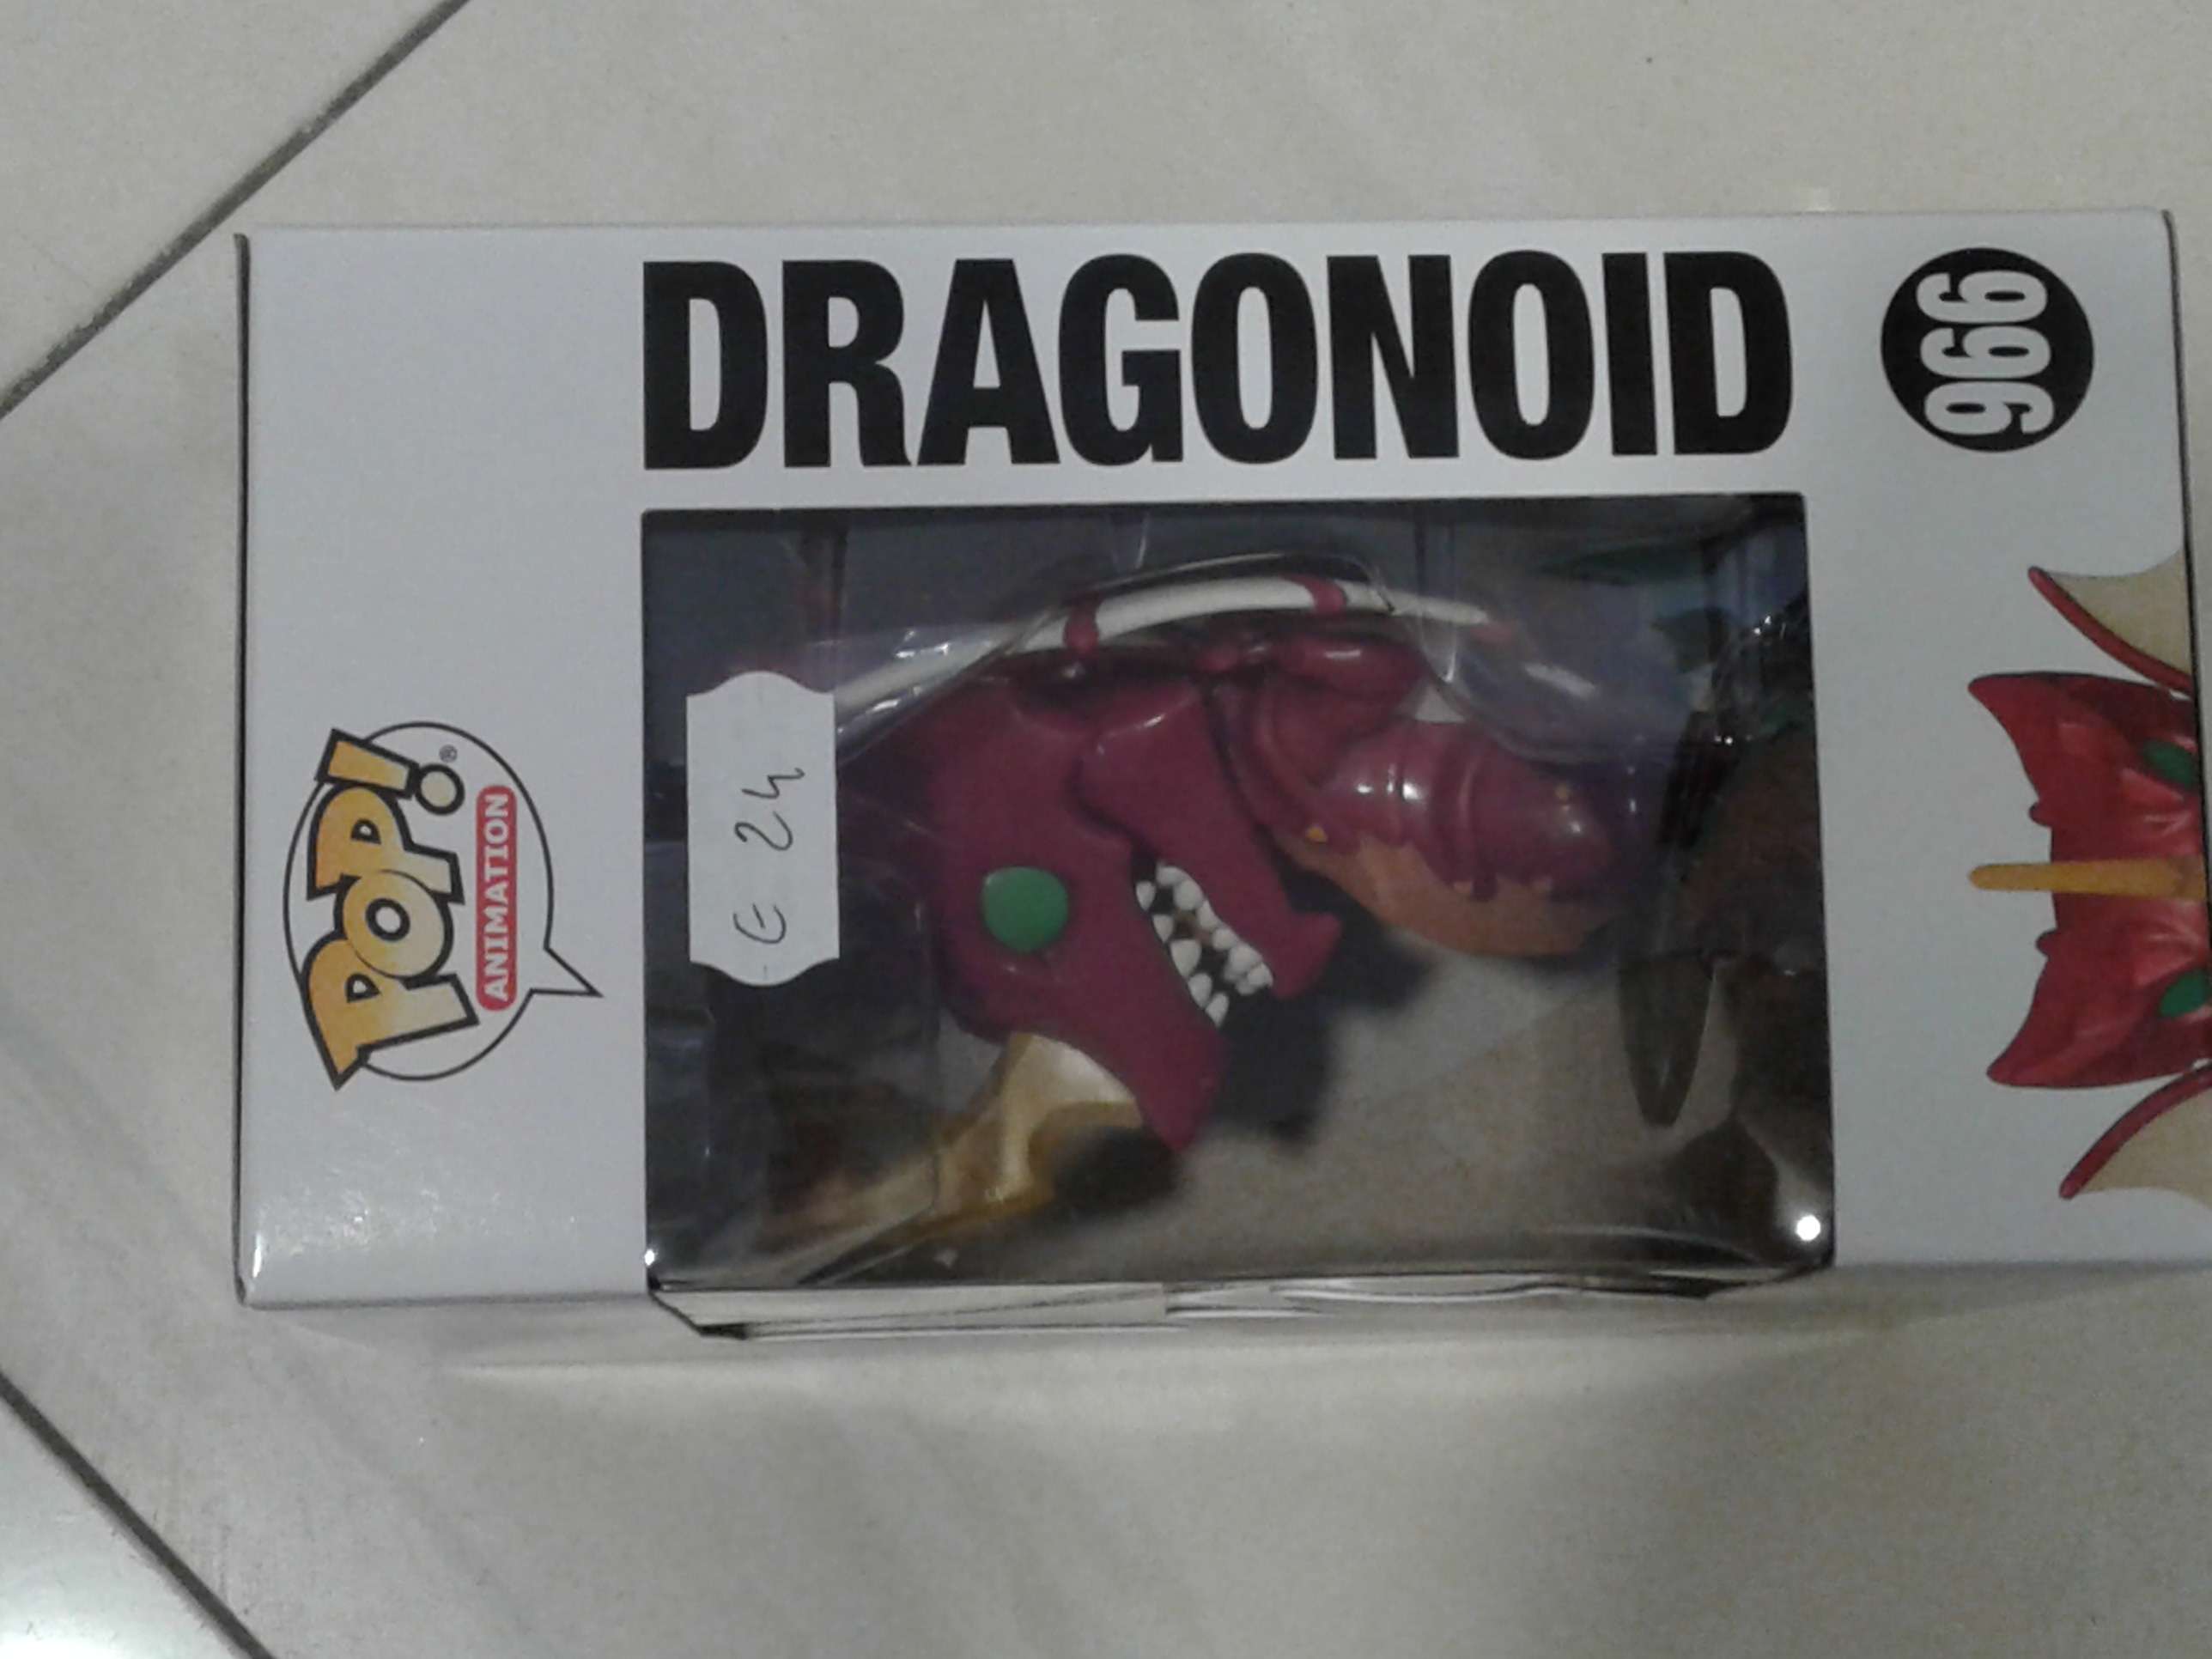 DRAGONOID
966
POP!®
ANIMATION
€ 24